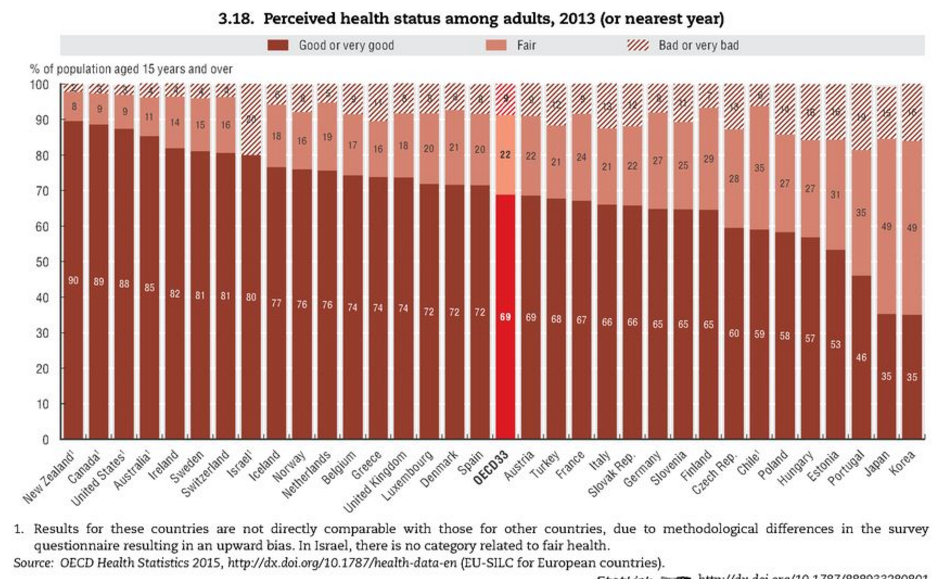 3.18. Perceived health status among adults, 2013 (or nearest year)
Good or very good Fair Bad or very bad
% of population aged 15 years and over
100
90
80
70
60
50
40
30
20
10
0
8 9 9 11 14 15 16 18 16 19 17 16 18 20 21 20 22 22 21 24 21 22 27 25 29 28 35 27 27 31 35 49 49
90 89 88 85 82 81 81 80 77 76 76 74 74 74 72 72 72 69 69 68 67 66 66 65 65 65 60 59 58 57 53 46 35 35
New Zealand¹ Canada¹ United States¹ Australia¹ Ireland Sweden Switzerland Israel¹ Iceland Norway Netherlands Belgium Greece United Kingdom Luxembourg Denmark Spain OECD33 Austria Turkey France Italy Slovak Rep. Germany Slovenia Finland Czech Rep. Chile¹ Poland Hungary Estonia Portugal Japan Korea
1. Results for these countries are not directly comparable with those for other countries, due to methodological differences in the survey
questionnaire resulting in an upward bias. In Israel, there is no category related to fair health.
Source: OECD Health Statistics 2015, http://dx.doi.org/10.1787/health-data-en (EU-SILC for European countries).